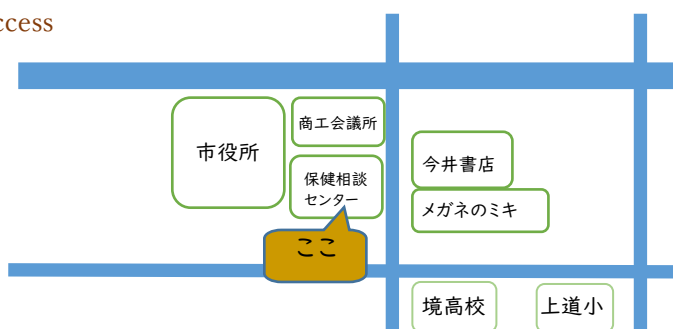 商工会議所
市役所
今井書店
保健相談
センター
メガネのミキ
ここ
境高校
上道小